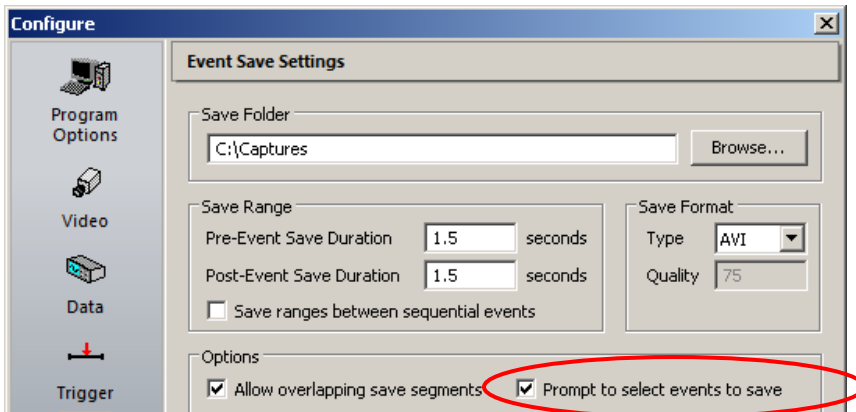 Configure
Event Save Settings
Program
Options
Video
Data
Trigger
Save Folder
C:\Captures
Browse...
Save Range
Pre-Event Save Duration 1.5 seconds
Post-Event Save Duration 1.5 seconds
Save ranges between sequential events
Save Format
Type AVI
Quality 75
Options
Allow overlapping save segments
Prompt to select events to save